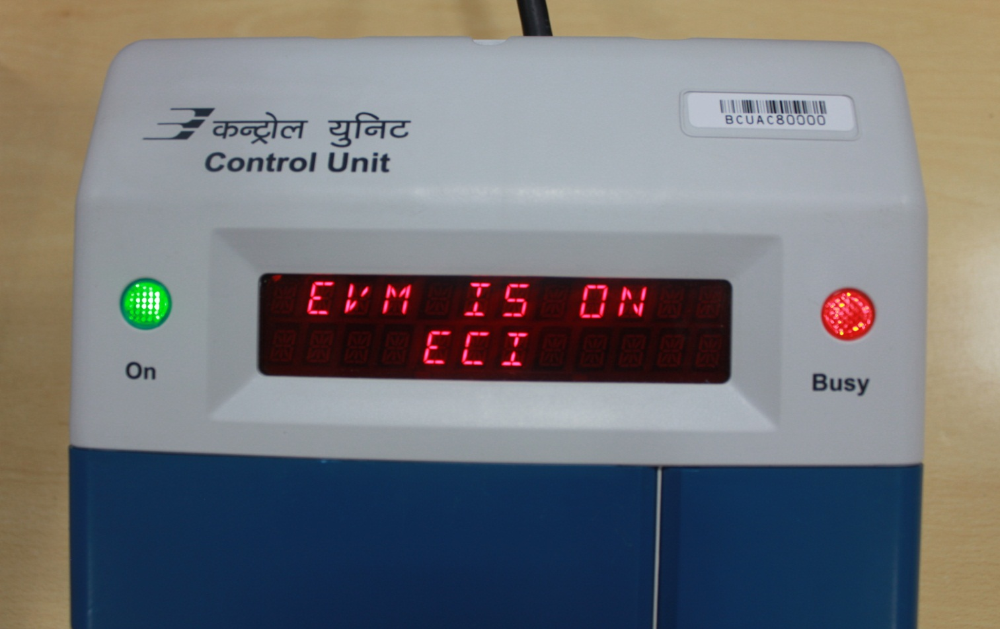 कन्ट्रोल यूनिट
Control Unit
BCUAC80000
EVM IS ON
ECI
On
Busy